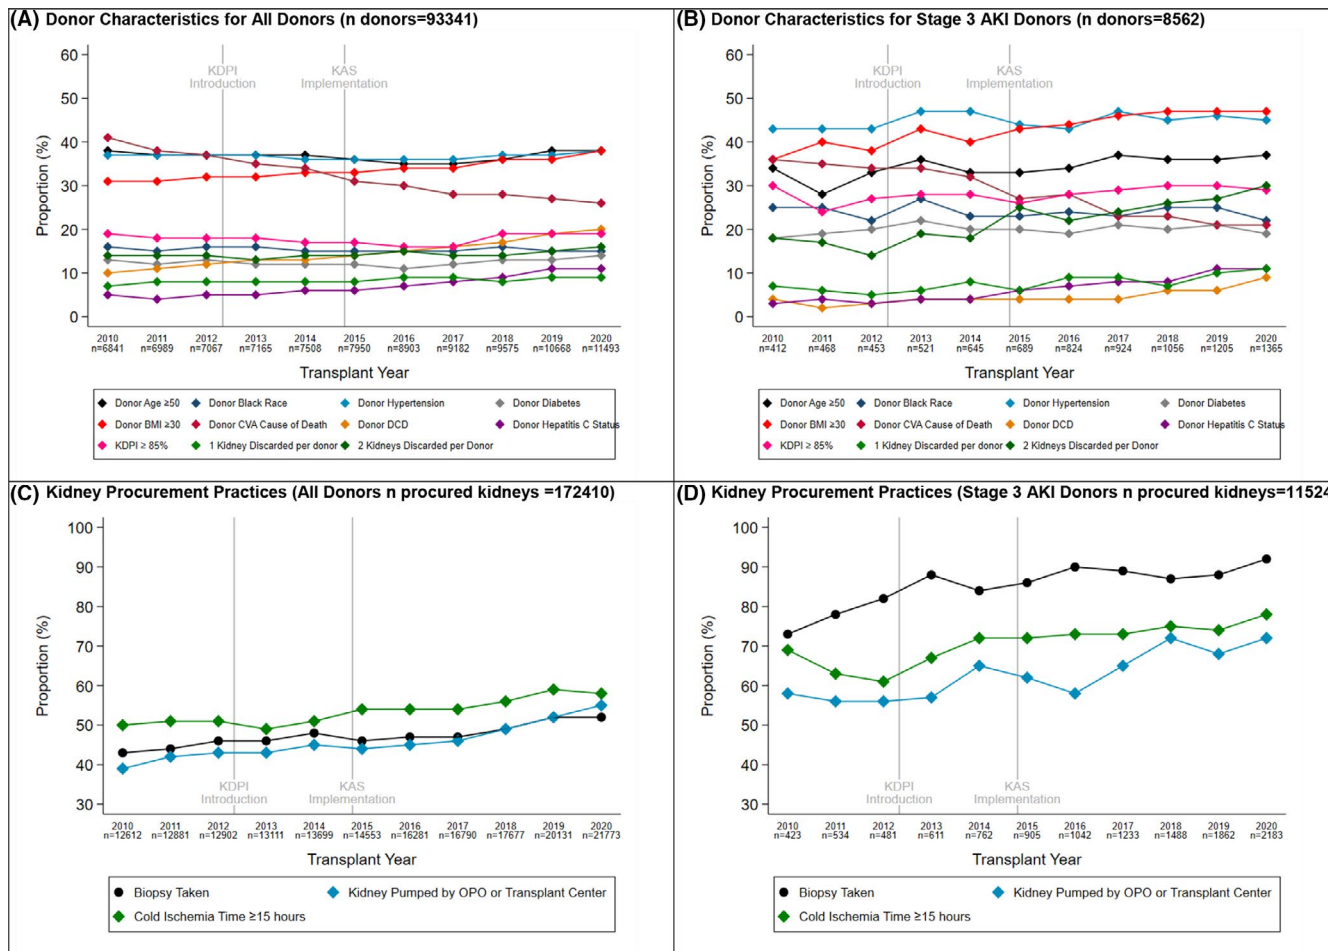 (A) Donor Characteristics for All Donors (n donors=93341)
Proportion (%)
60
50
40
30
20
10
0
KDPI
Introduction
KAS
Implementation
2010 2011 2012 2013 2014 2015 2016 2017 2018 2019 2020
n=6841 n=6989 n=7067 n=7165 n=7508 n=7950 n=8903 n=9182 n=9575 n=10668 n=11493
Transplant Year
Donor Age ≥50 Donor Black Race Donor Hypertension Donor Diabetes
Donor BMI ≥30 Donor CVA Cause of Death Donor DCD Donor Hepatitis C Status
KDPI ≥ 85% 1 Kidney Discarded per donor 2 Kidneys Discarded per Donor
(B) Donor Characteristics for Stage 3 AKI Donors (n donors=8562)
Proportion (%)
60
50
40
30
20
10
0
KDPI
Introduction
KAS
Implementation
2010 2011 2012 2013 2014 2015 2016 2017 2018 2019 2020
n=412 n=468 n=453 n=521 n=645 n=689 n=824 n=924 n=1056 n=1205 n=1365
Transplant Year
Donor Age ≥50 Donor Black Race Donor Hypertension Donor Diabetes
Donor BMI ≥30 Donor CVA Cause of Death Donor DCD Donor Hepatitis C Status
KDPI ≥ 85% 1 Kidney Discarded per donor 2 Kidneys Discarded per Donor
(C) Kidney Procurement Practices (All Donors n procured kidneys =172410)
Proportion (%)
100
90
80
70
60
50
40
30
KDPI
Introduction
KAS
Implementation
2010 2011 2012 2013 2014 2015 2016 2017 2018 2019 2020
n=12612 n=12881 n=12902 n=13111 n=13699 n=14553 n=16281 n=16790 n=17677 n=20131 n=21773
Transplant Year
Biopsy Taken Kidney Pumped by OPO or Transplant Center
Cold Ischemia Time ≥15 hours
(D) Kidney Procurement Practices (Stage 3 AKI Donors n procured kidneys=11524
Proportion (%)
100
90
80
70
60
50
40
30
KDPI
Introduction
KAS
Implementation
2010 2011 2012 2013 2014 2015 2016 2017 2018 2019 2020
n=423 n=534 n=481 n=611 n=762 n=905 n=1042 n=1233 n=1488 n=1862 n=2183
Transplant Year
Biopsy Taken Kidney Pumped by OPO or Transplant Center
Cold Ischemia Time ≥15 hours